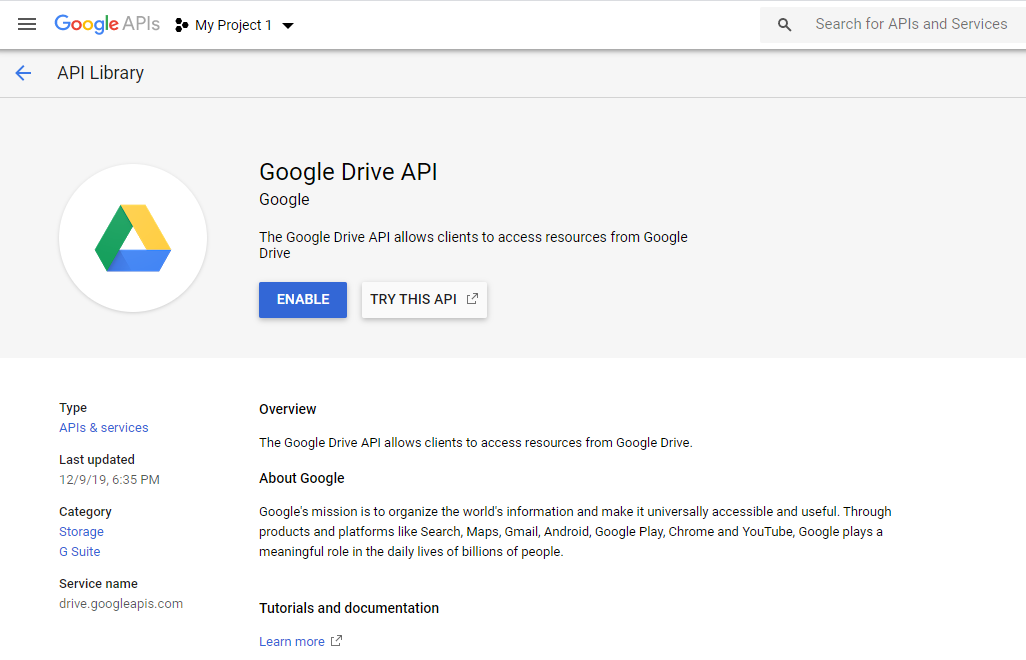 Google APIs
My Project 1
Search for APIs and Services
API Library
Google Drive API
Google
The Google Drive API allows clients to access resources from Google
Drive
ENABLE
TRY THIS API
Type
APIs & services
Last updated
12/9/19, 6:35 PM
Category
Storage
G Suite
Service name
drive.googleapis.com
Overview
The Google Drive API allows clients to access resources from Google Drive.
About Google
Google's mission is to organize the world's information and make it universally accessible and useful. Through
products and platforms like Search, Maps, Gmail, Android, Google Play, Chrome and YouTube, Google plays a
meaningful role in the daily lives of billions of people.
Tutorials and documentation
Learn more